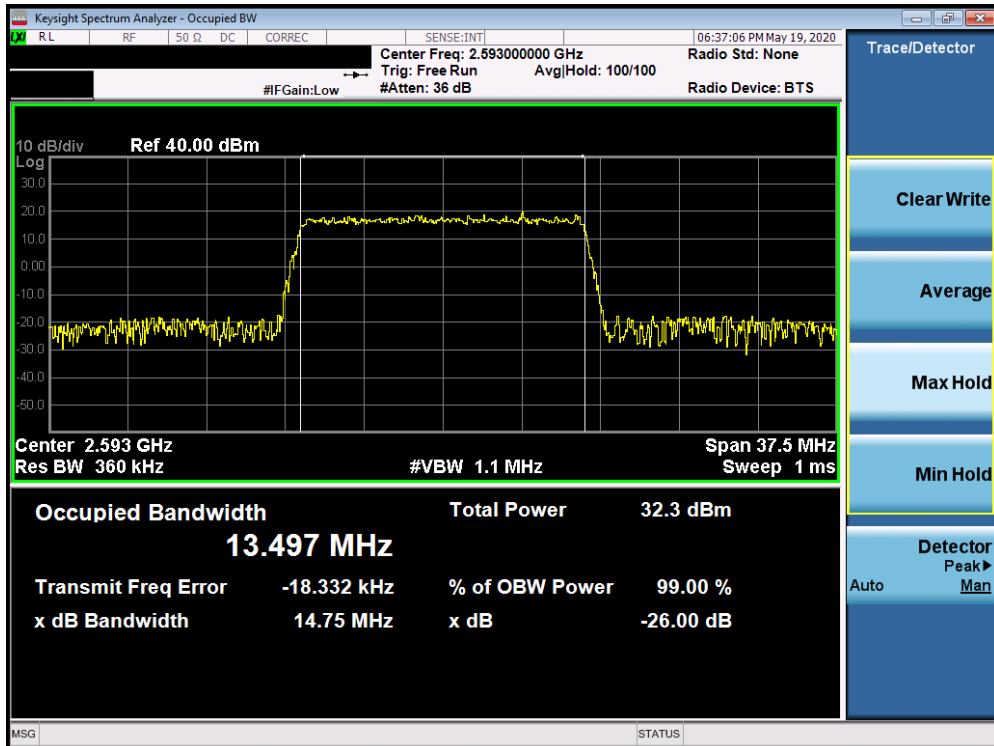 Keysight Spectrum Analyzer - Occupied BW
LXI RL RF 50 Ω DC CORREC SENSE:INT 06:37:06 PM May 19, 2020
Center Freq: 2.593000000 GHz Radio Std: None
Trig: Free Run Avg|Hold: 100/100
#IFGain:Low #Atten: 36 dB Radio Device: BTS
Trace/Detector
10 dB/div Ref 40.00 dBm
Log
30.0
20.0
10.0
0.00
-10.0
-20.0
-30.0
-40.0
-50.0
Center 2.593 GHz Span 37.5 MHz
Res BW 360 kHz #VBW 1.1 MHz Sweep 1 ms
Occupied Bandwidth Total Power 32.3 dBm
13.497 MHz
Transmit Freq Error -18.332 kHz % of OBW Power 99.00 %
x dB Bandwidth 14.75 MHz x dB -26.00 dB
Clear Write
Average
Max Hold
Min Hold
Detector
Peak▶
Auto Man
MSG STATUS